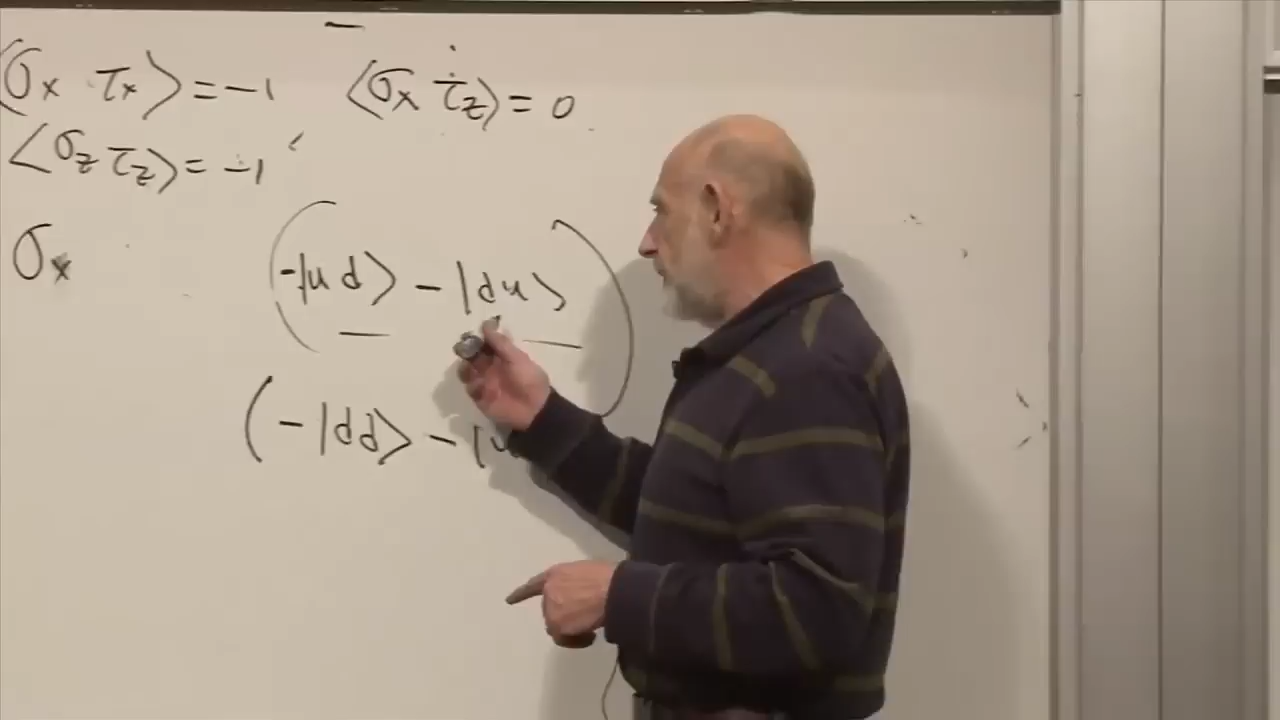 ⟨σx τx⟩ = -1   ⟨σx τz⟩ = 0
⟨σz τz⟩ = -1
σx   (-|ud⟩ - |du⟩)
(-|dd⟩ - |u